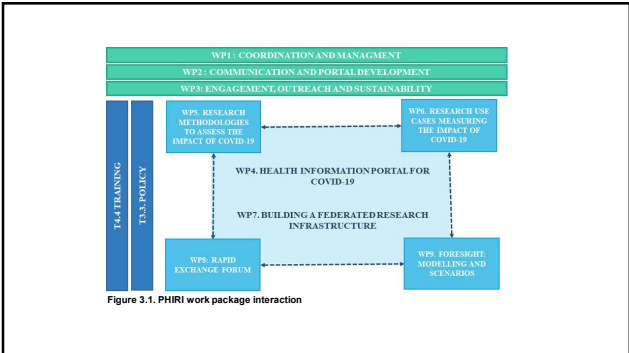 WP1 : COORDINATION AND MANAGMENT
WP2 : COMMUNICATION AND PORTAL DEVELOPMENT
WP3: ENGAGEMENT, OUTREACH AND SUSTAINABILITY
T4.4 TRAINING
T3.3. POLICY
WP5. RESEARCH
METHODOLOGIES
TO ASSESS THE
IMPACT OF COVID-19
WP6. RESEARCH USE
CASES MEASURING
THE IMPACT OF
COVID-19
WP4. HEALTH INFORMATION PORTAL FOR
COVID-19
WP7. BUILDING A FEDERATED RESEARCH
INFRASTRUCTURE
WP8: RAPID
EXCHANGE FORUM
WP9. FORESIGHT:
MODELLING AND
SCENARIOS
Figure 3.1. PHIRI work package interaction